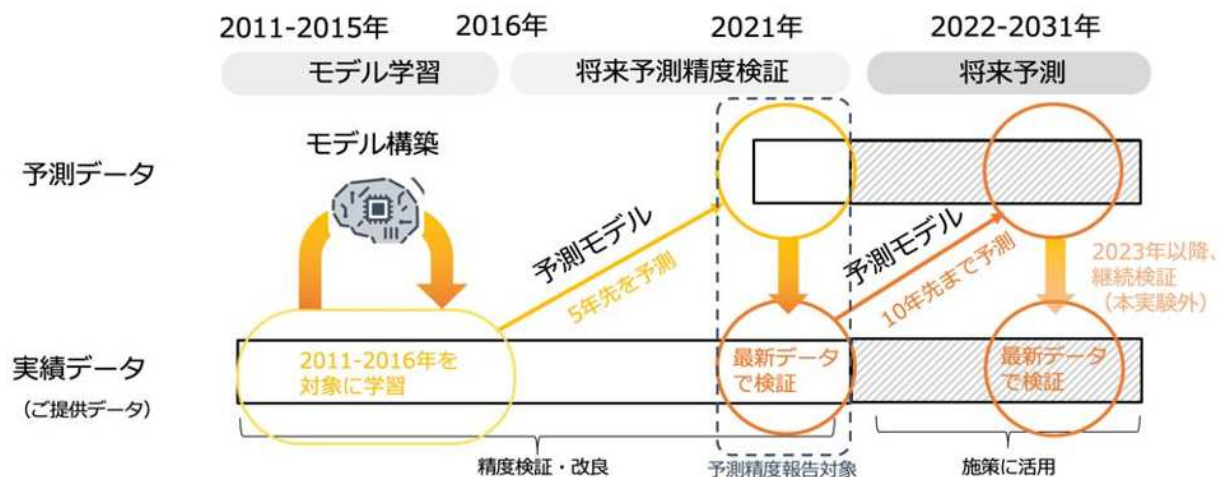 2011-2015年
2016年
2021年
2022-2031年
モデル学習
将来予測精度検証
将来予測
モデル構築
予測データ
予測モデル
5年先を予測
予測モデル
10年先まで予測
2023年以降、
継続検証
（本実験外）
実績データ
（ご提供データ）
2011-2016年を
対象に学習
最新データ
で検証
最新データ
で検証
精度検証・改良
予測精度報告対象
施策に活用